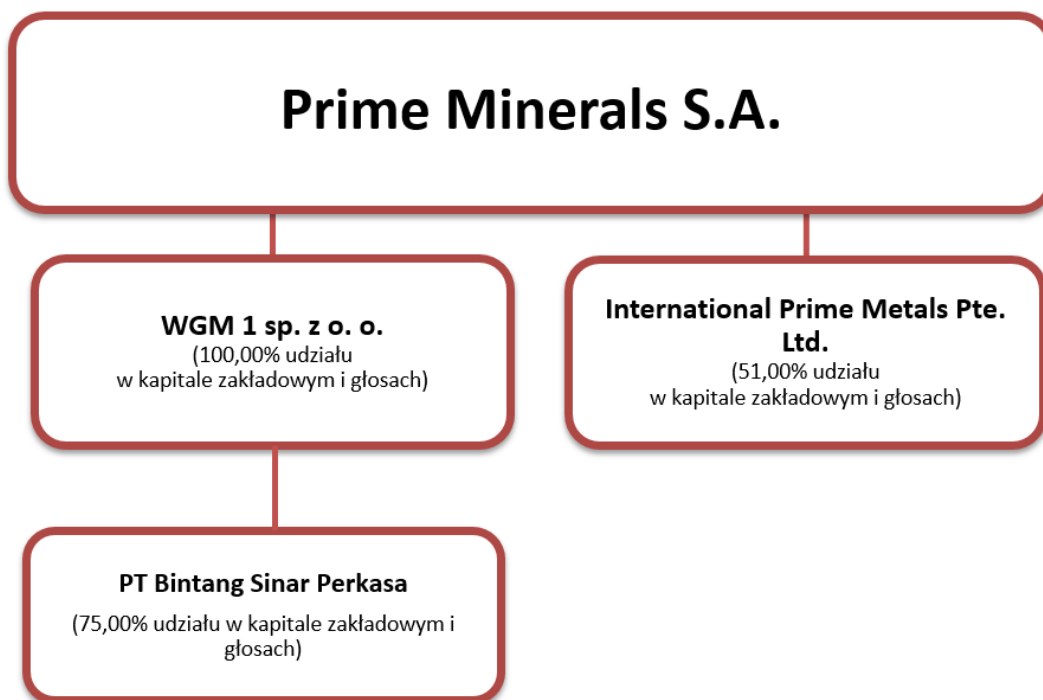 Prime Minerals S.A.
WGM 1 sp. z o. o.
(100,00% udziału
w kapitale zakładowym i głosach)
International Prime Metals Pte.
Ltd.
(51,00% udziału
w kapitale zakładowym i głosach)
PT Bintang Sinar Perkasa
(75,00% udziału w kapitale zakładowym i
głosach)